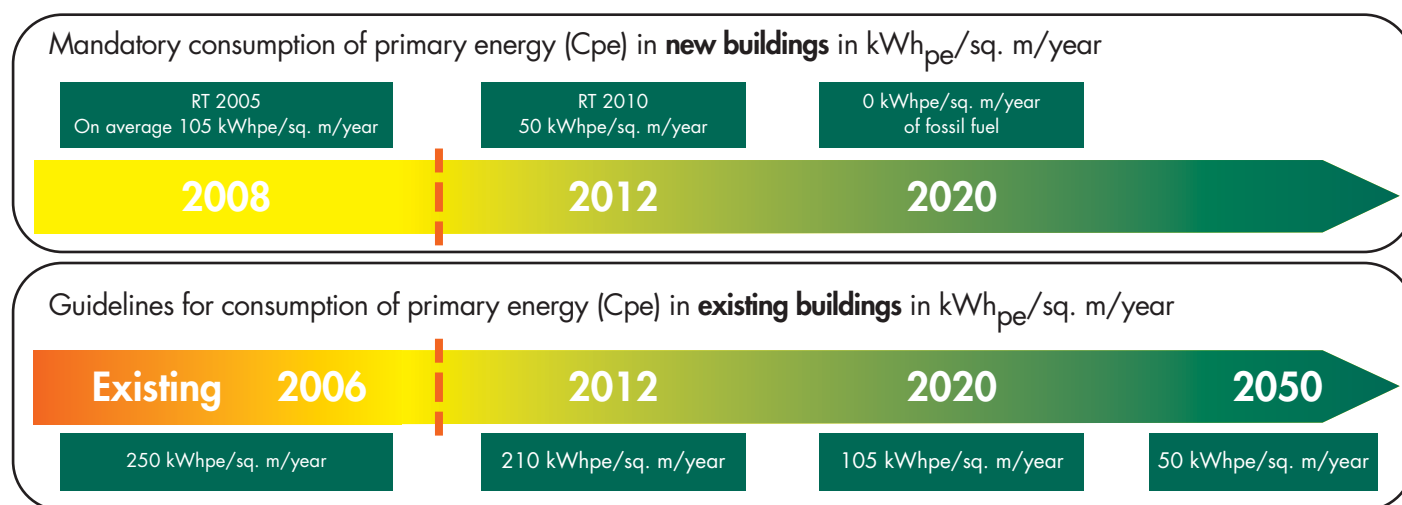 Mandatory consumption of primary energy (Cpe) in new buildings in kWhpe/sq. m/year
RT 2005
On average 105 kWhpe/sq. m/year
RT 2010
50 kWhpe/sq. m/year
0 kWhpe/sq. m/year
of fossil fuel
2008
2012
2020
Guidelines for consumption of primary energy (Cpe) in existing buildings in kWhpe/sq. m/year
Existing 2006
2012
2020
2050
250 kWhpe/sq. m/year
210 kWhpe/sq. m/year
105 kWhpe/sq. m/year
50 kWhpe/sq. m/year